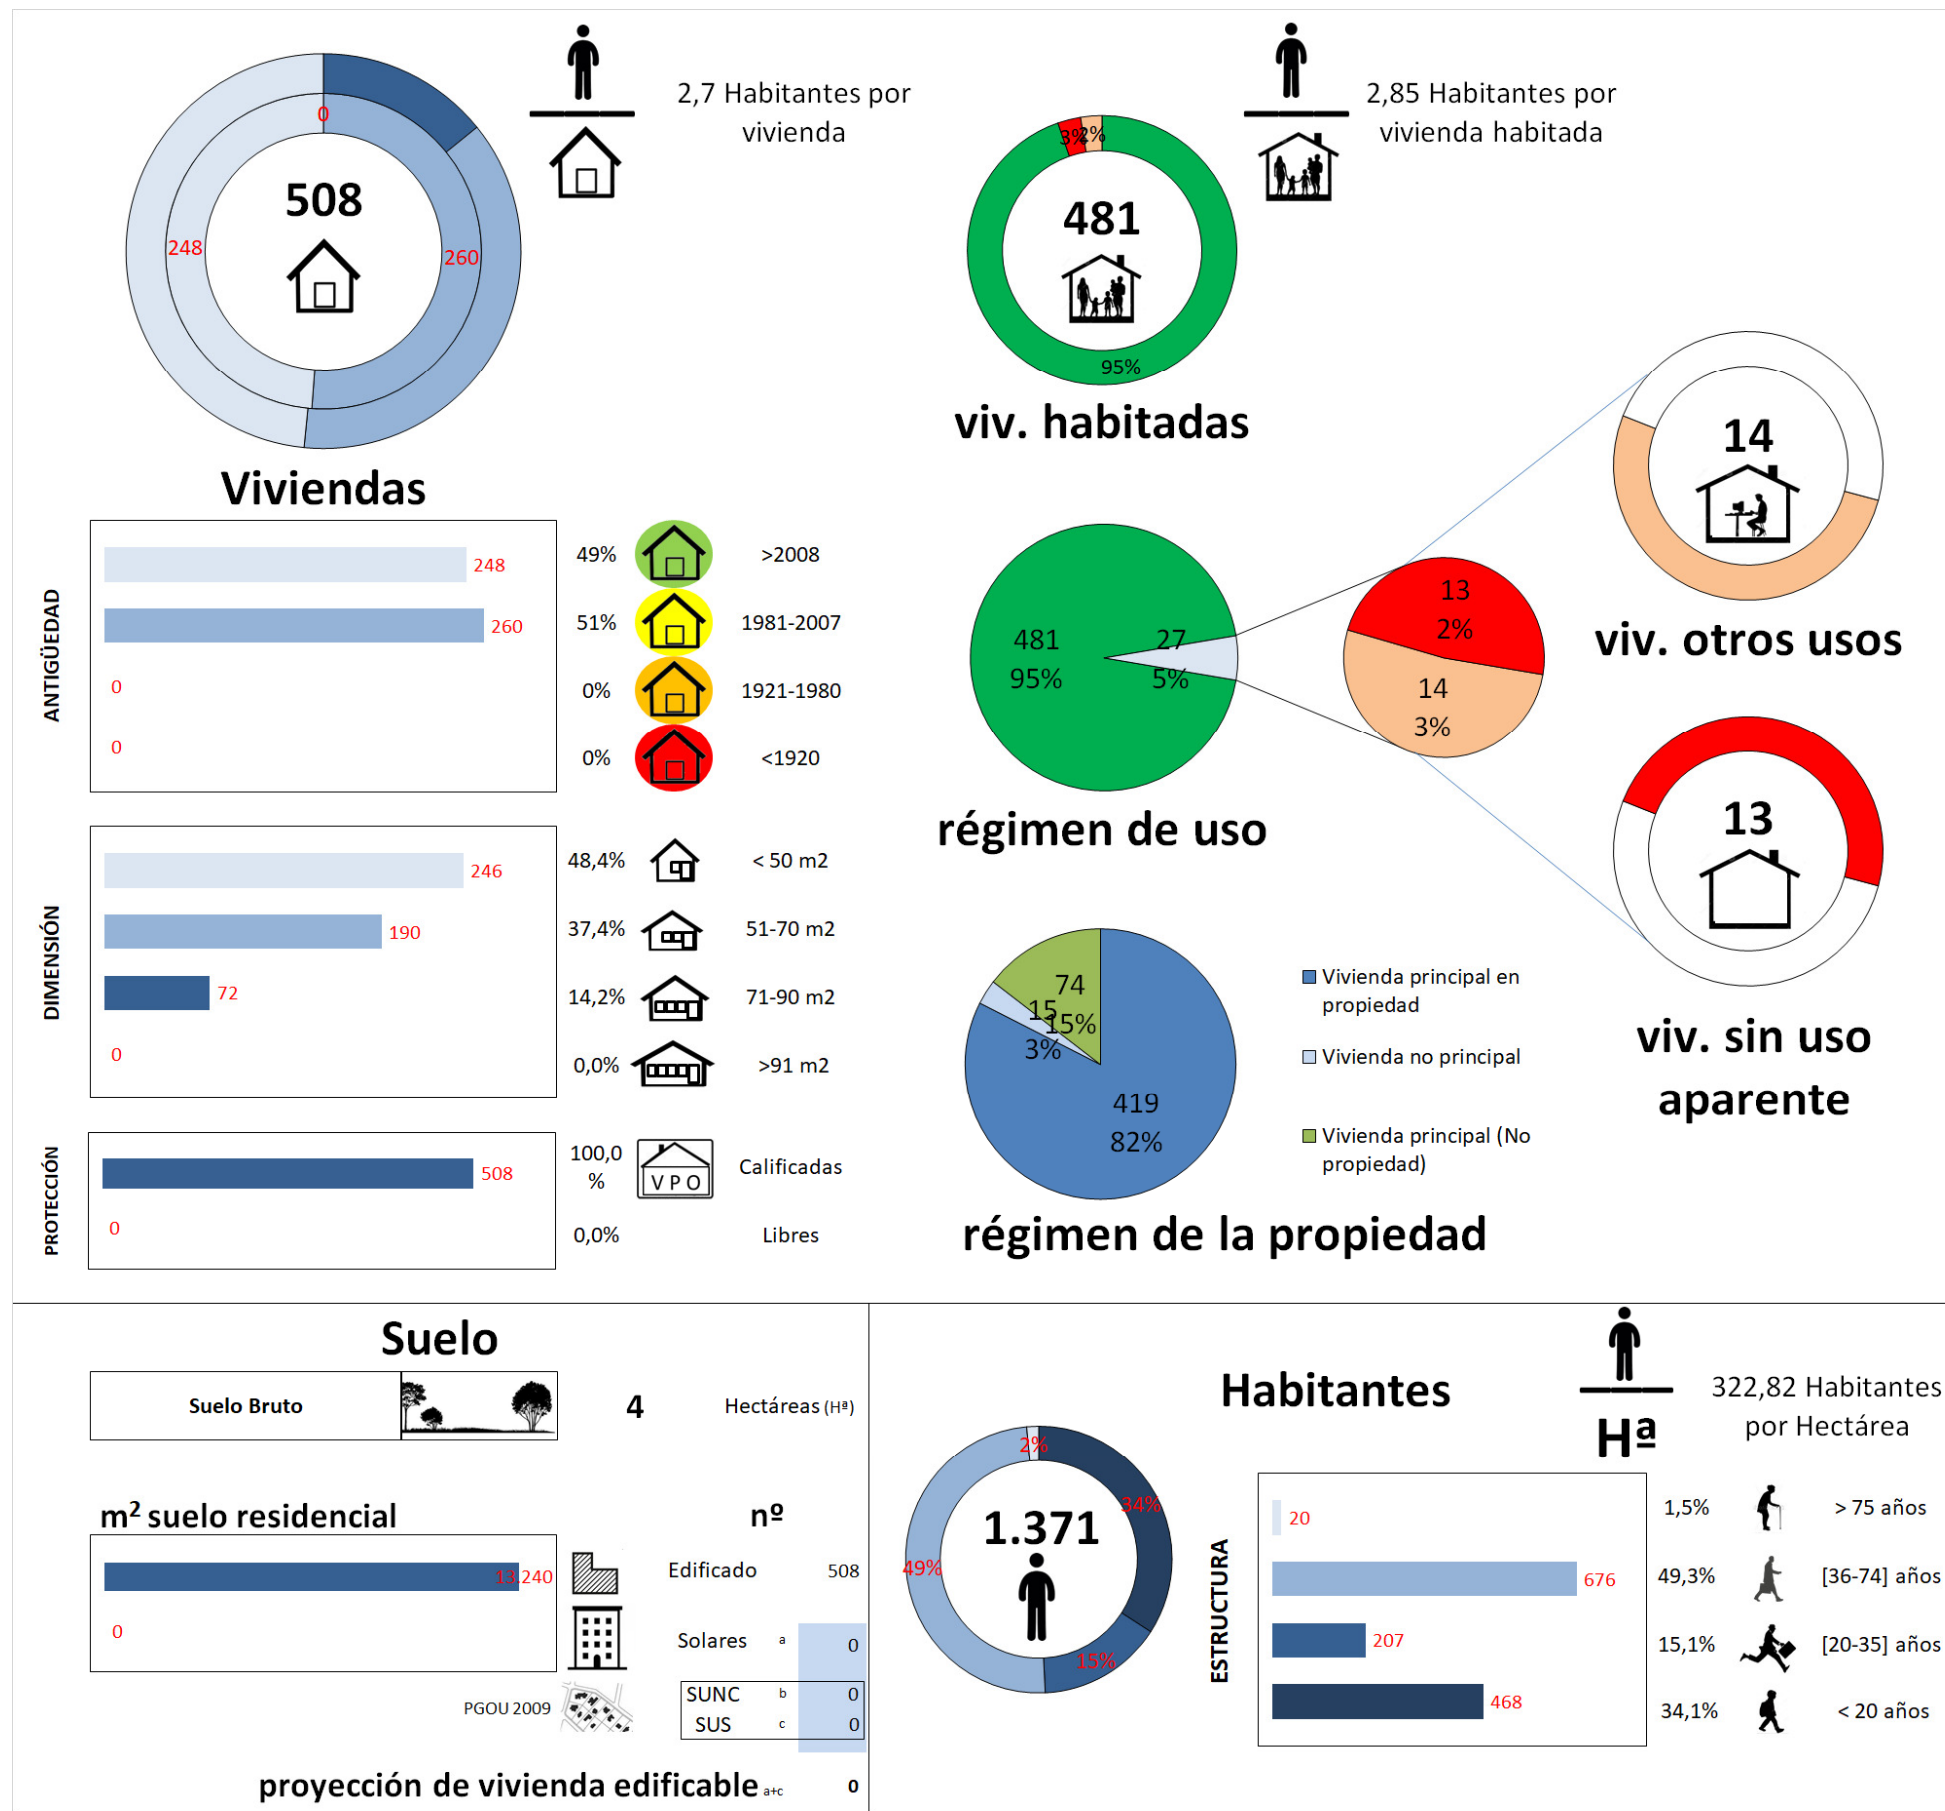 2,7 Habitantes por
vivienda
0
508
248
260
Viviendas
2,85 Habitantes por
vivienda habitada
3%
2%
481
95%
viv. habitadas
14
viv. otros usos
481
95%
27
5%
13
2%
14
3%
régimen de uso
13
viv. sin uso
aparente
ANTIGÜEDAD
248
49%
>2008
260
51%
1981-2007
0
0%
1921-1980
0
0%
<1920
DIMENSIÓN
246
48,4%
< 50 m2
190
37,4%
51-70 m2
72
14,2%
71-90 m2
0
0,0%
>91 m2
PROTECCIÓN
508
100,0
%
VPO
Calificadas
0
0,0%
Libres
74
15%
15
3%
419
82%
Vivienda principal en
propiedad
Vivienda no principal
Vivienda principal (No
propiedad)
régimen de la propiedad
Suelo
Suelo Bruto
4
Hectáreas (Hª)
m² suelo residencial
nº
13.240
Edificado
508
0
Solares
a
0
PGOU 2009
SUNC
b
0
SUS
c
0
proyección de vivienda edificable a+c
0
Habitantes
Hª
322,82 Habitantes
por Hectárea
2%
34%
1.371
49%
15%
ESTRUCTURA
20
1,5%
> 75 años
676
49,3%
[36-74] años
207
15,1%
[20-35] años
468
34,1%
< 20 años